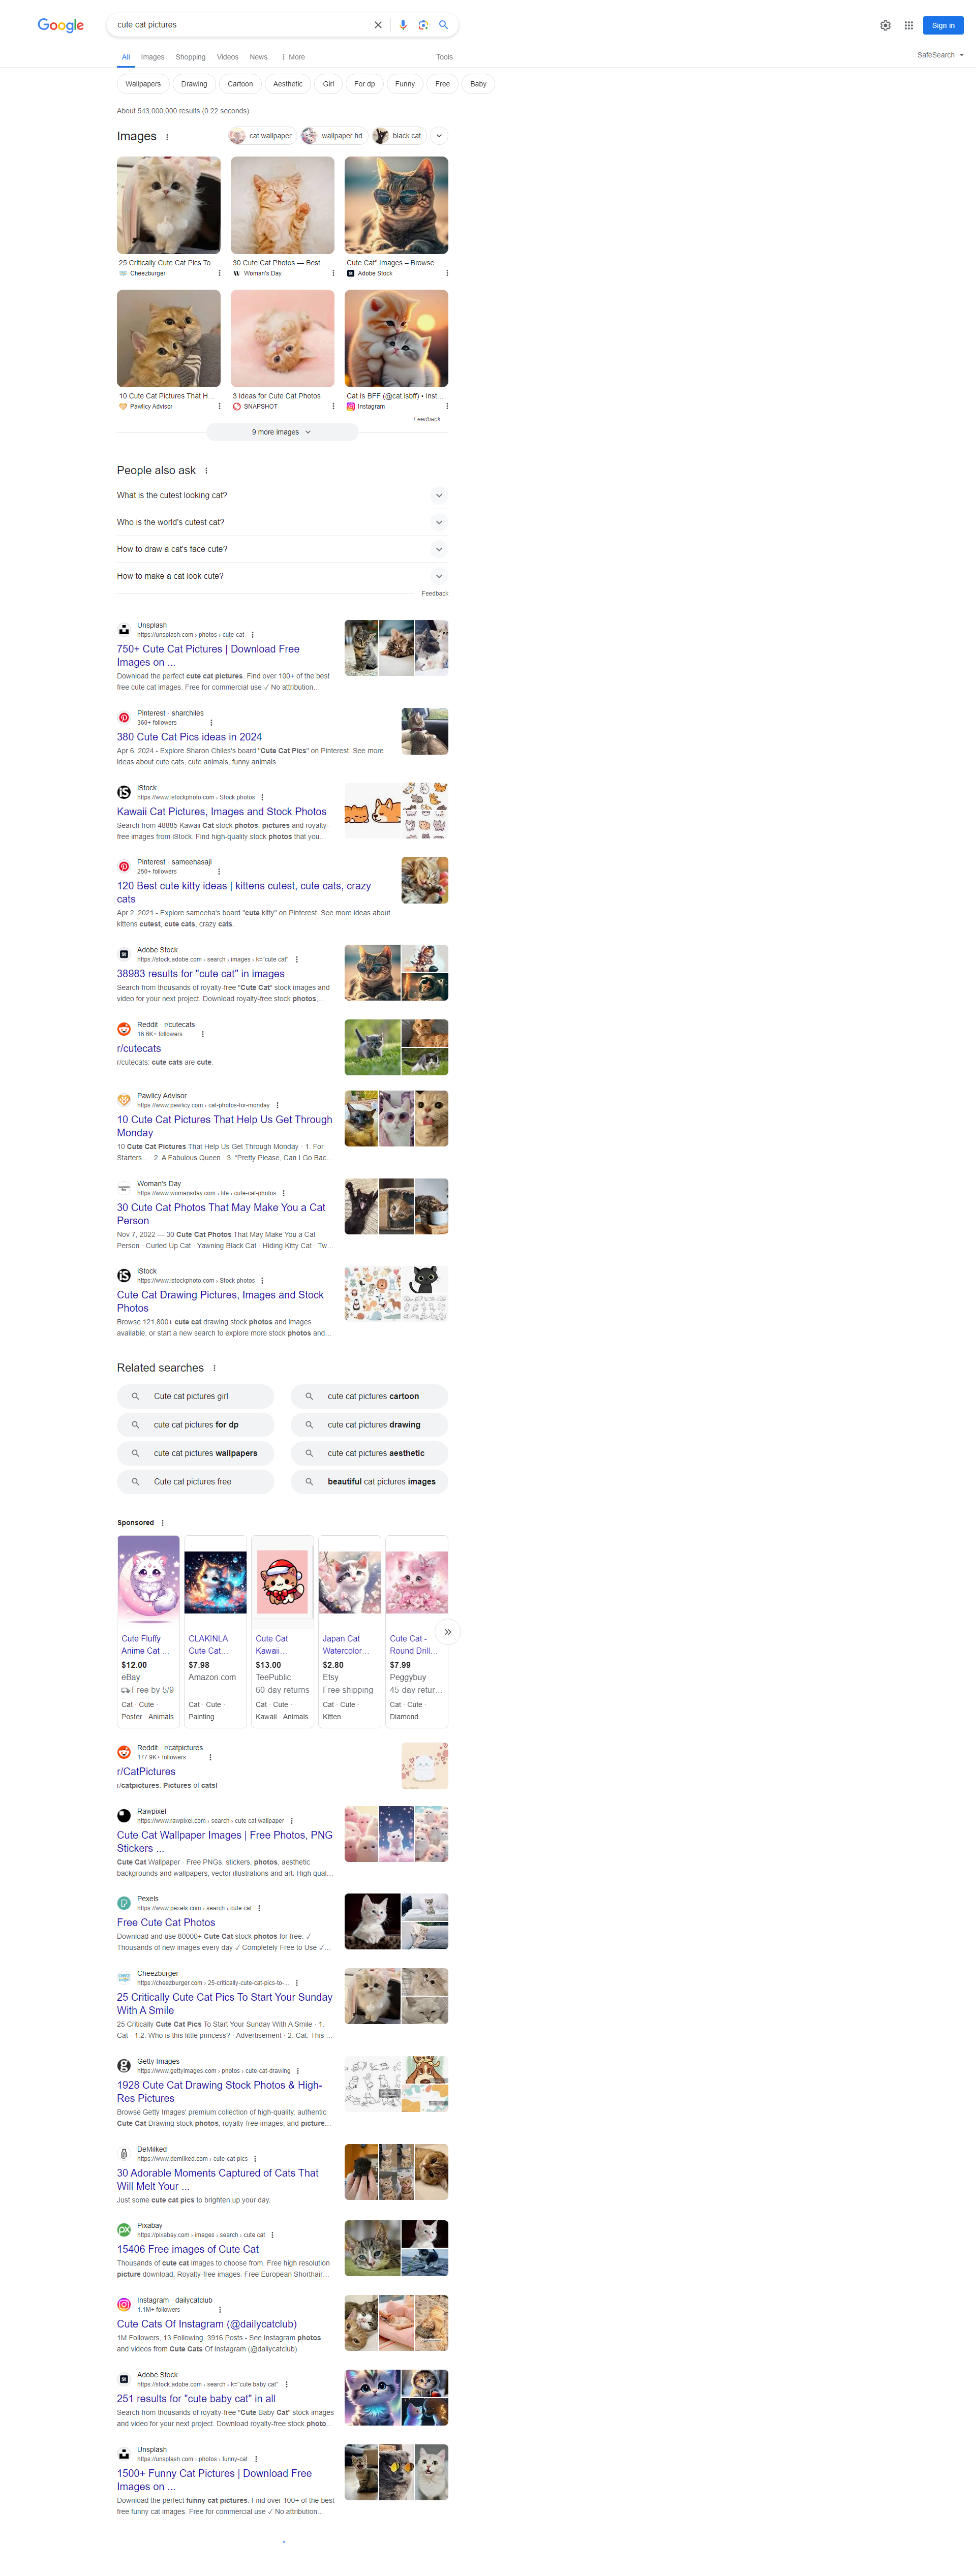 Google
cute cat pictures
Sign in
All
Images
Shopping
Videos
News
More
Tools
SafeSearch
Wallpapers
Drawing
Cartoon
Aesthetic
Girl
For dp
Funny
Free
Baby
About 543,000,000 results (0.22 seconds)
Images
cat wallpaper
wallpaper hd
black cat
25 Critically Cute Cat Pics To...
Cheezburger
30 Cute Cat Photos — Best ...
Woman's Day
Cute Cat" Images – Browse ...
Adobe Stock
10 Cute Cat Pictures That H...
Pawlicy Advisor
3 Ideas for Cute Cat Photos
SNAPSHOT
Cat Is BFF (@cat.isbff) • Inst...
Instagram
Feedback
9 more images
People also ask
What is the cutest looking cat?
Who is the world's cutest cat?
How to draw a cat's face cute?
How to make a cat look cute?
Feedback
Unsplash
https://unsplash.com › photos › cute-cat
750+ Cute Cat Pictures | Download Free
Images on ...
Download the perfect cute cat pictures. Find over 100+ of the best
free cute cat images. Free for commercial use ✓ No attribution...
Pinterest · sharchiles
360+ followers
380 Cute Cat Pics ideas in 2024
Apr 6, 2024 - Explore Sharon Chiles's board "Cute Cat Pics" on Pinterest. See more
ideas about cute cats, cute animals, funny animals.
iStock
https://www.istockphoto.com › Stock photos
Kawaii Cat Pictures, Images and Stock Photos
Search from 48885 Kawaii Cat stock photos, pictures and royalty-
free images from iStock. Find high-quality stock photos that you...
Pinterest · sameehasaji
250+ followers
120 Best cute kitty ideas | kittens cutest, cute cats, crazy
cats
Apr 2, 2021 - Explore sameeha's board "cute kitty" on Pinterest. See more ideas about
kittens cutest, cute cats, crazy cats.
Adobe Stock
https://stock.adobe.com › search › images › k="cute cat"
38983 results for "cute cat" in images
Search from thousands of royalty-free "Cute Cat" stock images and
video for your next project. Download royalty-free stock photos,...
Reddit · r/cutecats
16.6K+ followers
r/cutecats
r/cutecats: cute cats are cute.
Pawlicy Advisor
https://www.pawlicy.com › cat-photos-for-monday
10 Cute Cat Pictures That Help Us Get Through
Monday
10 Cute Cat Pictures That Help Us Get Through Monday · 1. For
Starters... · 2. A Fabulous Queen · 3. "Pretty Please, Can I Go Bac...
Woman's Day
https://www.womansday.com › life › cute-cat-photos
30 Cute Cat Photos That May Make You a Cat
Person
Nov 7, 2022 — 30 Cute Cat Photos That May Make You a Cat
Person · Curled Up Cat · Yawning Black Cat · Hiding Kitty Cat · Tw...
iStock
https://www.istockphoto.com › Stock photos
Cute Cat Drawing Pictures, Images and Stock
Photos
Browse 121,800+ cute cat drawing stock photos and images
available, or start a new search to explore more stock photos and...
Related searches
Cute cat pictures girl
cute cat pictures cartoon
cute cat pictures for dp
cute cat pictures drawing
cute cat pictures wallpapers
cute cat pictures aesthetic
Cute cat pictures free
beautiful cat pictures images
Sponsored
Cute Fluffy
Anime Cat ...
$12.00
eBay
Free by 5/9
Cat · Cute ·
Poster · Animals
CLAKINLA
Cute Cat...
$7.98
Amazon.com
Cat · Cute ·
Painting
Cute Cat
Kawaii...
$13.00
TeePublic
60-day returns
Cat · Cute ·
Kawaii · Animals
Japan Cat
Watercolor...
$2.80
Etsy
Free shipping
Cat · Cute ·
Kitten
Cute Cat -
Round Drill...
$7.99
Peggybuy
45-day retur...
Cat · Cute ·
Diamond...
Reddit · r/catpictures
177.9K+ followers
r/CatPictures
r/catpictures: Pictures of cats!
Rawpixel
https://www.rawpixel.com › search › cute cat wallpaper
Cute Cat Wallpaper Images | Free Photos, PNG
Stickers ...
Cute Cat Wallpaper · Free PNGs, stickers, photos, aesthetic
backgrounds and wallpapers, vector illustrations and art. High qual...
Pexels
https://www.pexels.com › search › cute cat
Free Cute Cat Photos
Download and use 80000+ Cute Cat stock photos for free. ✓
Thousands of new images every day ✓ Completely Free to Use ✓...
Cheezburger
https://cheezburger.com › 25-critically-cute-cat-pics-to-...
25 Critically Cute Cat Pics To Start Your Sunday
With A Smile
25 Critically Cute Cat Pics To Start Your Sunday With A Smile · 1.
Cat - 1.2. Who is this little princess? · Advertisement · 2. Cat. This ...
Getty Images
https://www.gettyimages.com › photos › cute-cat-drawing
1928 Cute Cat Drawing Stock Photos & High-
Res Pictures
Browse Getty Images' premium collection of high-quality, authentic
Cute Cat Drawing stock photos, royalty-free images, and picture...
DeMilked
https://www.demilked.com › cute-cat-pics
30 Adorable Moments Captured of Cats That
Will Melt Your ...
Just some cute cat pics to brighten up your day.
Pixabay
https://pixabay.com › images › search › cute cat
15406 Free images of Cute Cat
Thousands of cute cat images to choose from. Free high resolution
picture download. Royalty-free images. Free European Shorthair...
Instagram · dailycatclub
1.1M+ followers
Cute Cats Of Instagram (@dailycatclub)
1M Followers, 13 Following, 3916 Posts - See Instagram photos
and videos from Cute Cats Of Instagram (@dailycatclub)
Adobe Stock
https://stock.adobe.com › search › k="cute baby cat"
251 results for "cute baby cat" in all
Search from thousands of royalty-free "Cute Baby Cat" stock images
and video for your next project. Download royalty-free stock photo...
Unsplash
https://unsplash.com › photos › funny-cat
1500+ Funny Cat Pictures | Download Free
Images on ...
Download the perfect funny cat pictures. Find over 100+ of the best
free funny cat images. Free for commercial use ✓ No attribution...